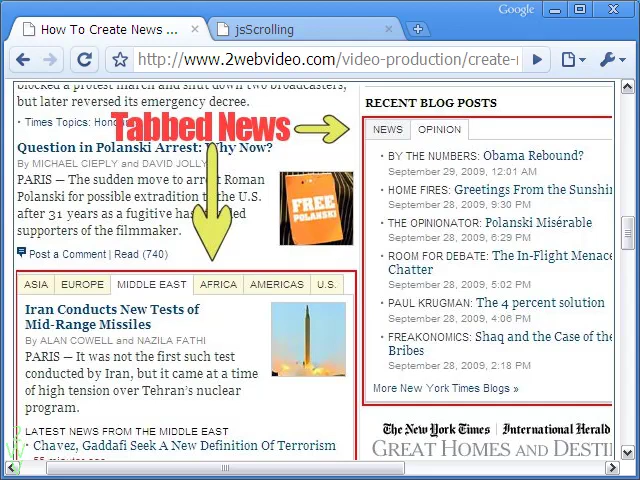 Google
How To Create News ...
jsScrolling
http://www.2webvideo.com/video-production/create-
blocked a protest march and shut down two broadcasters,
but later reversed its emergency decree.
Times Topics:
Tabbed News
Question in Polanski Arrest: Why Now?
By MICHAEL CIEPLY and DAVID JOLLY
PARIS — The sudden move to arrest Roman
Polanski for possible extradition to the U.S.
after 31 years as a fugitive has
supporters of the filmmaker.
FREE
POLANSKI
Post a Comment | Read (740)
ASIA EUROPE MIDDLE EAST AFRICA AMERICAS U.S.
Iran Conducts New Tests of
Mid-Range Missiles
By ALAN COWELL and NAZILA FATHI
PARIS — It was not the first such test
conducted by Iran, but it came at a time
of high tension over Tehran's nuclear
program.
LATEST NEWS FROM THE MIDDLE EAST
Chavez, Gaddafi Seek A New Definition Of Terrorism
55 minutes ago
RECENT BLOG POSTS
NEWS OPINION
BY THE NUMBERS: Obama Rebound?
September 29, 2009, 12:01 AM
HOME FIRES: Greetings From the Sunshin
September 28, 2009, 9:30 PM
THE OPINIONATOR: Polanski Misérable
September 28, 2009, 6:29 PM
ROOM FOR DEBATE: The In-Flight Menace
Chatter
September 28, 2009, 5:02 PM
PAUL KRUGMAN: The 4 percent solution
September 28, 2009, 4:06 PM
FREAKONOMICS: Shaq and the Case of the
Bribes
September 28, 2009, 2:18 PM
More New York Times Blogs »
The New York Times | International Herald
GREAT HOMES AND DESTIN